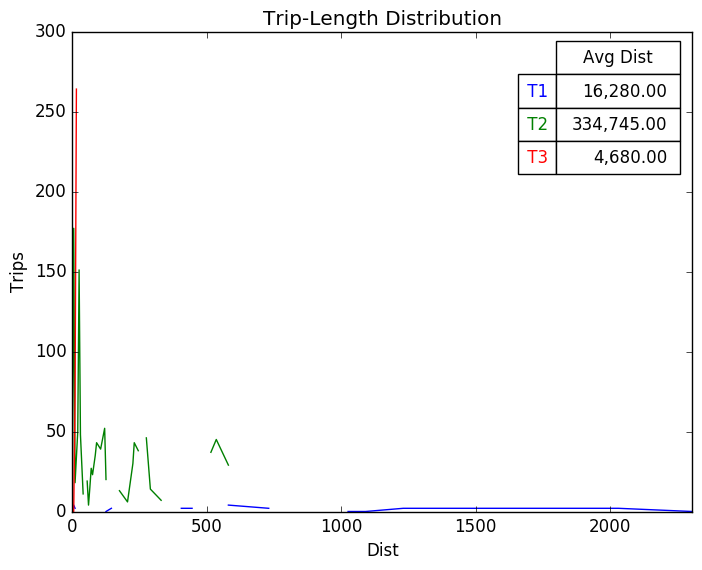 Trip-Length Distribution
300
250
200
150
100
50
0
Trips
0 500 1000 1500 2000
Dist
Avg Dist
T1 16,280.00
T2 334,745.00
T3 4,680.00